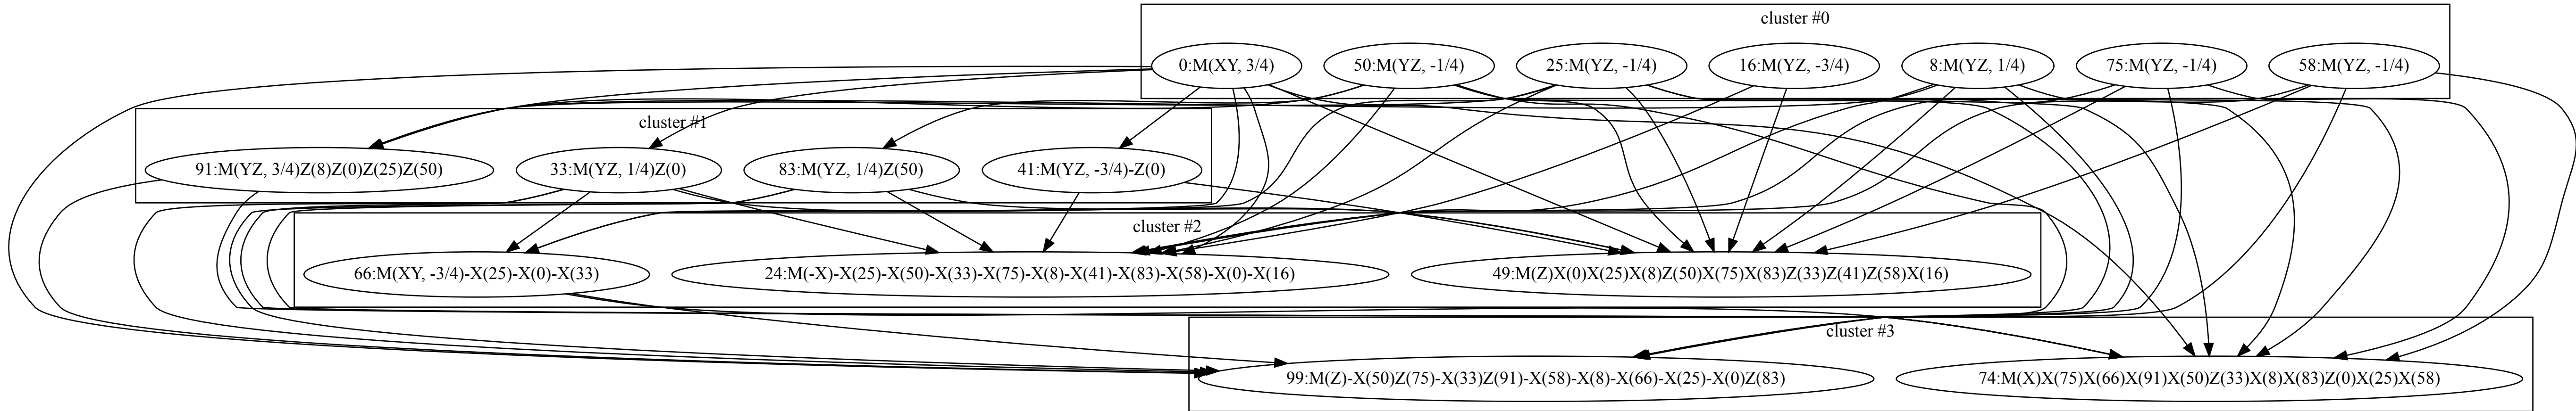 cluster #0
0:M(XY, 3/4)
50:M(YZ, -1/4)
25:M(YZ, -1/4)
16:M(YZ, -3/4)
8:M(YZ, 1/4)
75:M(YZ, -1/4)
58:M(YZ, -1/4)
cluster #1
91:M(YZ, 3/4)Z(8)Z(0)Z(25)Z(50)
33:M(YZ, 1/4)Z(0)
83:M(YZ, 1/4)Z(50)
41:M(YZ, -3/4)-Z(0)
cluster #2
66:M(XY, -3/4)-X(25)-X(0)-X(33)
24:M(-X)-X(25)-X(50)-X(33)-X(75)-X(8)-X(41)-X(83)-X(58)-X(0)-X(16)
49:M(Z)X(0)X(25)X(8)Z(50)X(75)X(83)Z(33)Z(41)Z(58)X(16)
cluster #3
99:M(Z)-X(50)Z(75)-X(33)Z(91)-X(58)-X(8)-X(66)-X(25)-X(0)Z(83)
74:M(X)X(75)X(66)X(91)X(50)Z(33)X(8)X(83)Z(0)X(25)X(58)